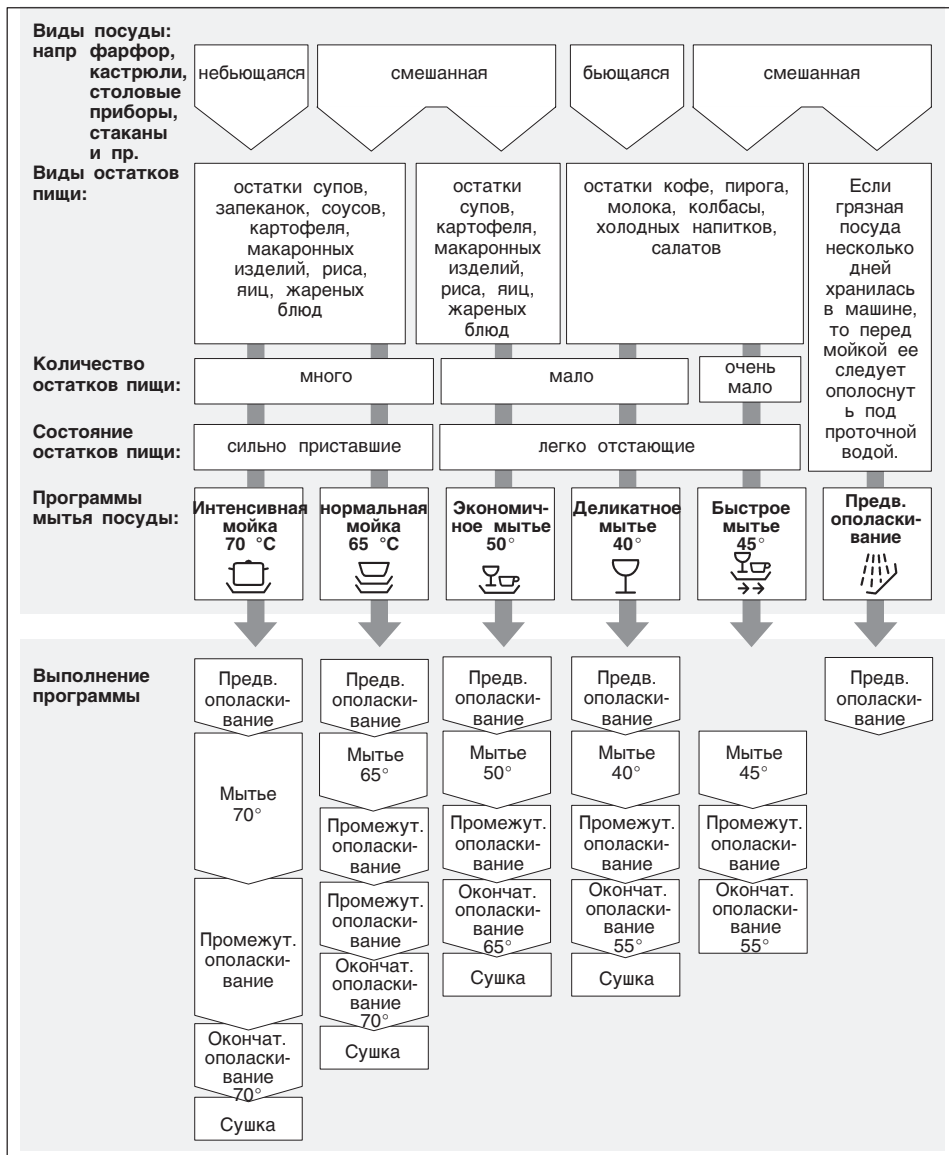 Виды посуды:
напр фарфор,
кастрюли,
столовые
приборы,
стаканы
и пр.
небьющаяся
смешанная
бьющаяся
смешанная
Виды остатков
пищи:
остатки супов,
запеканок, соусов,
картофеля,
макаронных
изделий, риса,
яиц, жареных
блюд
остатки
супов,
картофеля,
макаронных
изделий,
риса, яиц,
жареных
блюд
остатки кофе, пирога,
молока, колбасы,
холодных напитков,
салатов
Если
грязная
посуда
несколько
дней
хранилась
в машине,
то перед
мойкой ее
следует
ополоснут
ь под
проточной
водой.
Количество
остатков пищи:
много
мало
очень
мало
Состояние
остатков пищи:
сильно приставшие
легко отстающие
Программы
мытья посуды:
Интенсивная
мойка
70 °C
нормальная
мойка
65 °C
Экономич-
ное мытье
50°
Деликатное
мытье
40°
Быстрое
мытье
45°
Предв.
ополаски-
вание
Выполнение
программы
Предв.
ополаски-
вание
Мытье
70°
Промежут.
ополаски-
вание
Окончат.
ополаски-
вание
70°
Сушка
Предв.
ополаски-
вание
Мытье
65°
Промежут.
ополаски-
вание
Промежут.
ополаски-
вание
Окончат.
ополаски-
вание
70°
Сушка
Предв.
ополаски-
вание
Мытье
50°
Промежут.
ополаски-
вание
Окончат.
ополаски-
вание
65°
Сушка
Предв.
ополаски-
вание
Мытье
40°
Промежут.
ополаски-
вание
Окончат.
ополаски-
вание
55°
Сушка
Мытье
45°
Промежут.
ополаски-
вание
Окончат.
ополаски-
вание
55°
Предв.
ополаски-
вание